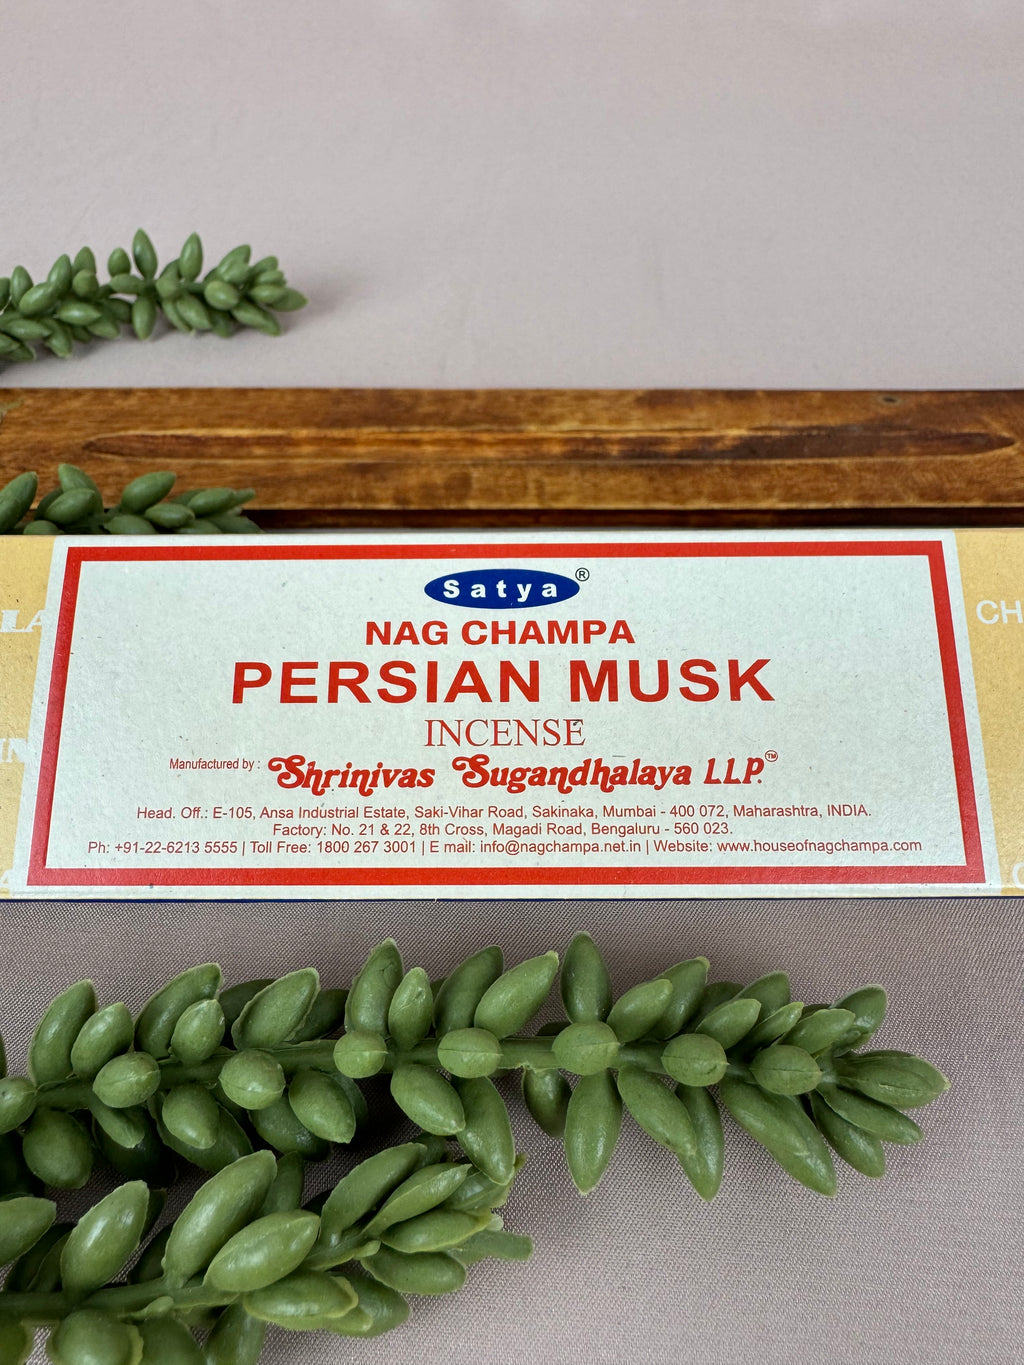 Satya®
NAG CHAMPA
PERSIAN MUSK
INCENSE
Manufactured by : Shrinivas Sugandhalaya LLP.™
Head. Off.: E-105, Ansa Industrial Estate, Saki-Vihar Road, Sakinaka, Mumbai - 400 072, Maharashtra, INDIA.
Factory: No. 21 & 22, 8th Cross, Magadi Road, Bengaluru - 560 023.
Ph: +91-22-6213 5555 | Toll Free: 1800 267 3001 | E mail: info@nagchampa.net.in | Website: www.houseofnagchampa.com
CH